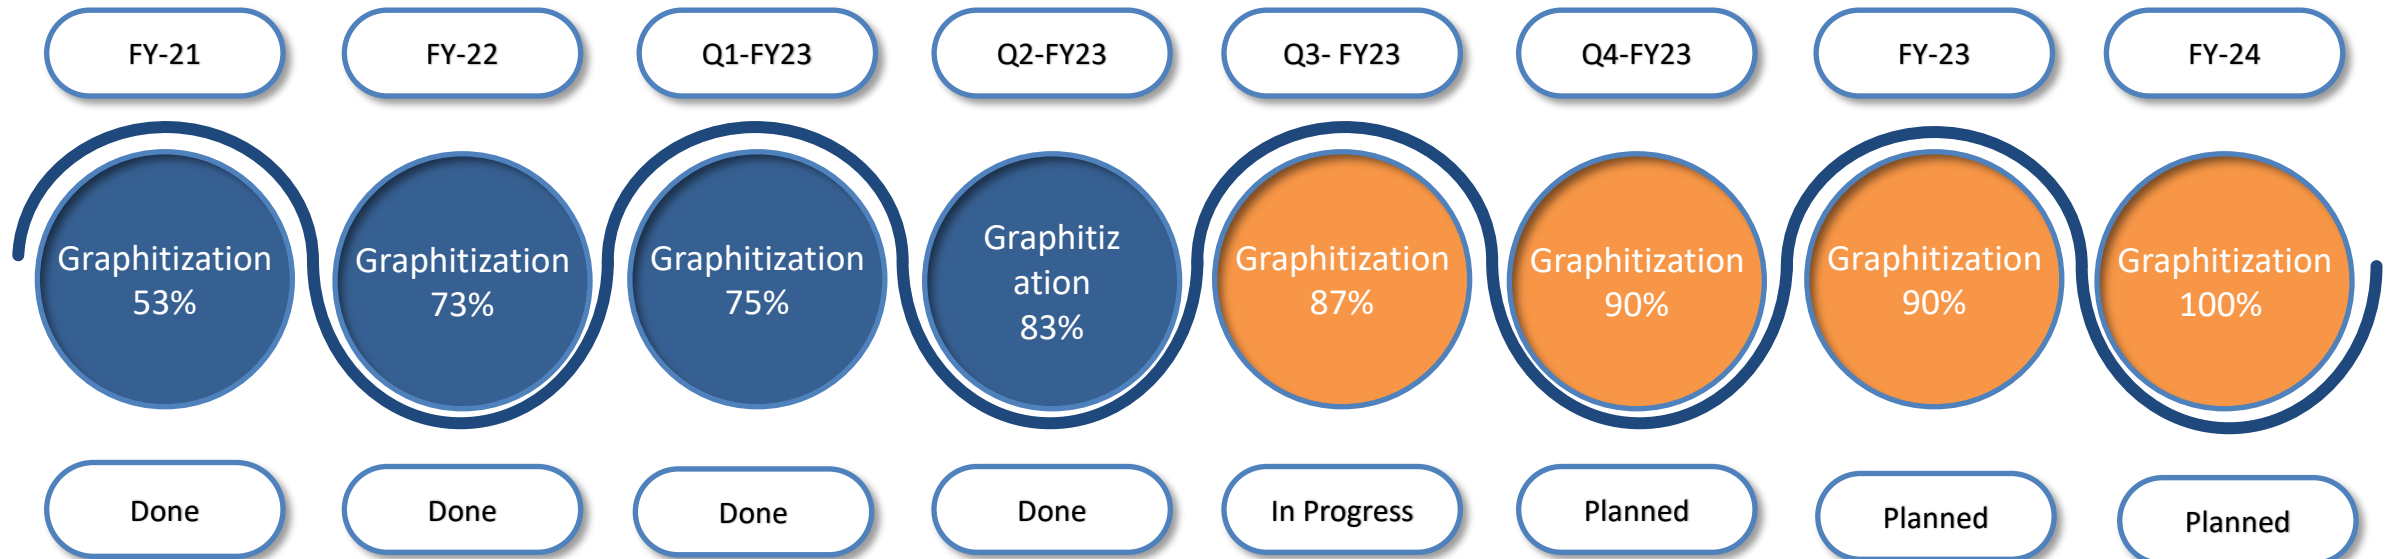 FY-21
FY-22
Q1-FY23
Q2-FY23
Q3- FY23
Q4-FY23
FY-23
FY-24
Graphitization
53%
Graphitization
73%
Graphitization
75%
Graphitiz
ation
83%
Graphitization
87%
Graphitization
90%
Graphitization
90%
Graphitization
100%
Done
Done
Done
Done
In Progress
Planned
Planned
Planned